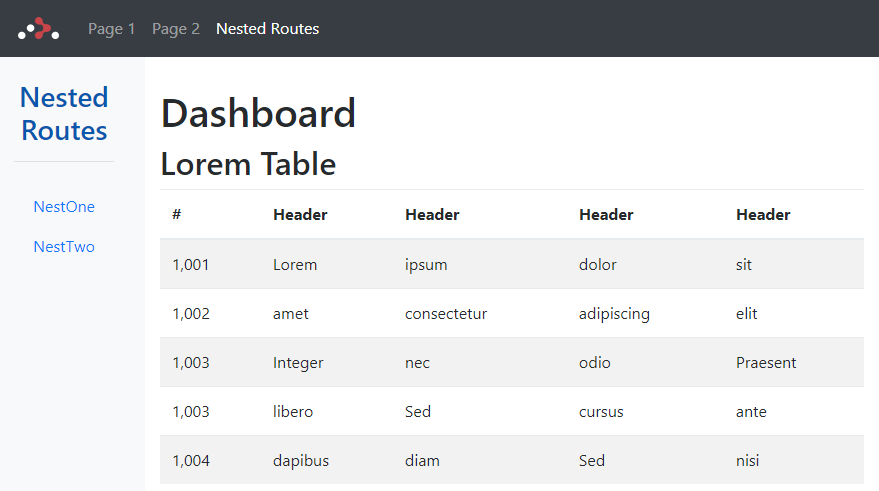 Page 1 Page 2 Nested Routes
Nested
Routes
NestOne
NestTwo
Dashboard
Lorem Table
# Header Header Header Header
1,001 Lorem ipsum dolor sit
1,002 amet consectetur adipiscing elit
1,003 Integer nec odio Praesent
1,003 libero Sed cursus ante
1,004 dapibus diam Sed nisi